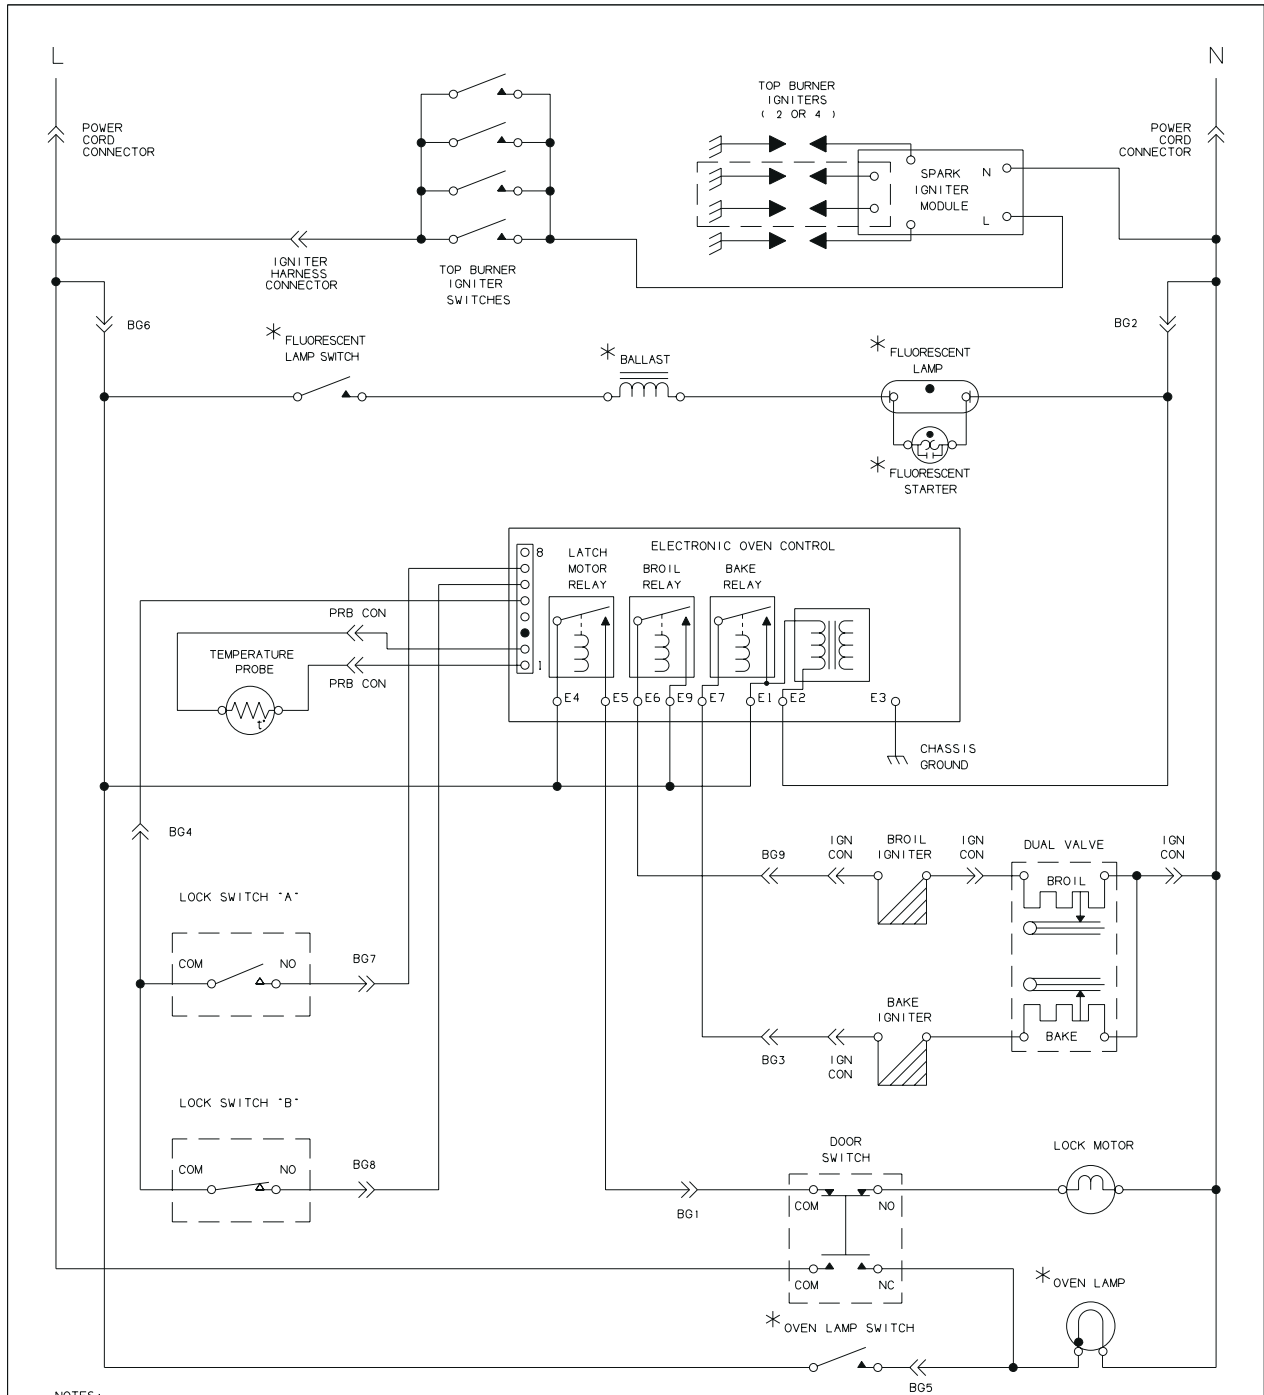 L
N
POWER
CORD
CONNECTOR
TOP BURNER
IGNITERS
( 2 OR 4 )
POWER
CORD
CONNECTOR
SPARK
IGNITER
MODULE
N
L
IGNITER
HARNESS
CONNECTOR
TOP BURNER
IGNITER
SWITCHES
BG6
BG2
* FLUORESCENT
LAMP SWITCH
* BALLAST
* FLUORESCENT
LAMP
* FLUORESCENT
STARTER
ELECTRONIC OVEN CONTROL
8
1
LATCH
MOTOR
RELAY
BROIL
RELAY
BAKE
RELAY
PRB CON
TEMPERATURE
PROBE
PRB CON
t°
E4
E5
E6
E9
E7
E1
E2
E3
CHASSIS
GROUND
BG4
BG9
IGN
CON
BROIL
IGNITER
IGN
CON
DUAL VALVE
IGN
CON
BROIL
LOCK SWITCH "A"
COM
NO
BG7
BAKE
IGNITER
BAKE
BG3
IGN
CON
LOCK SWITCH "B"
COM
NO
BG8
DOOR
SWITCH
LOCK MOTOR
BG1
COM
NO
COM
NC
* OVEN LAMP
* OVEN LAMP SWITCH
BG5
NOTES: